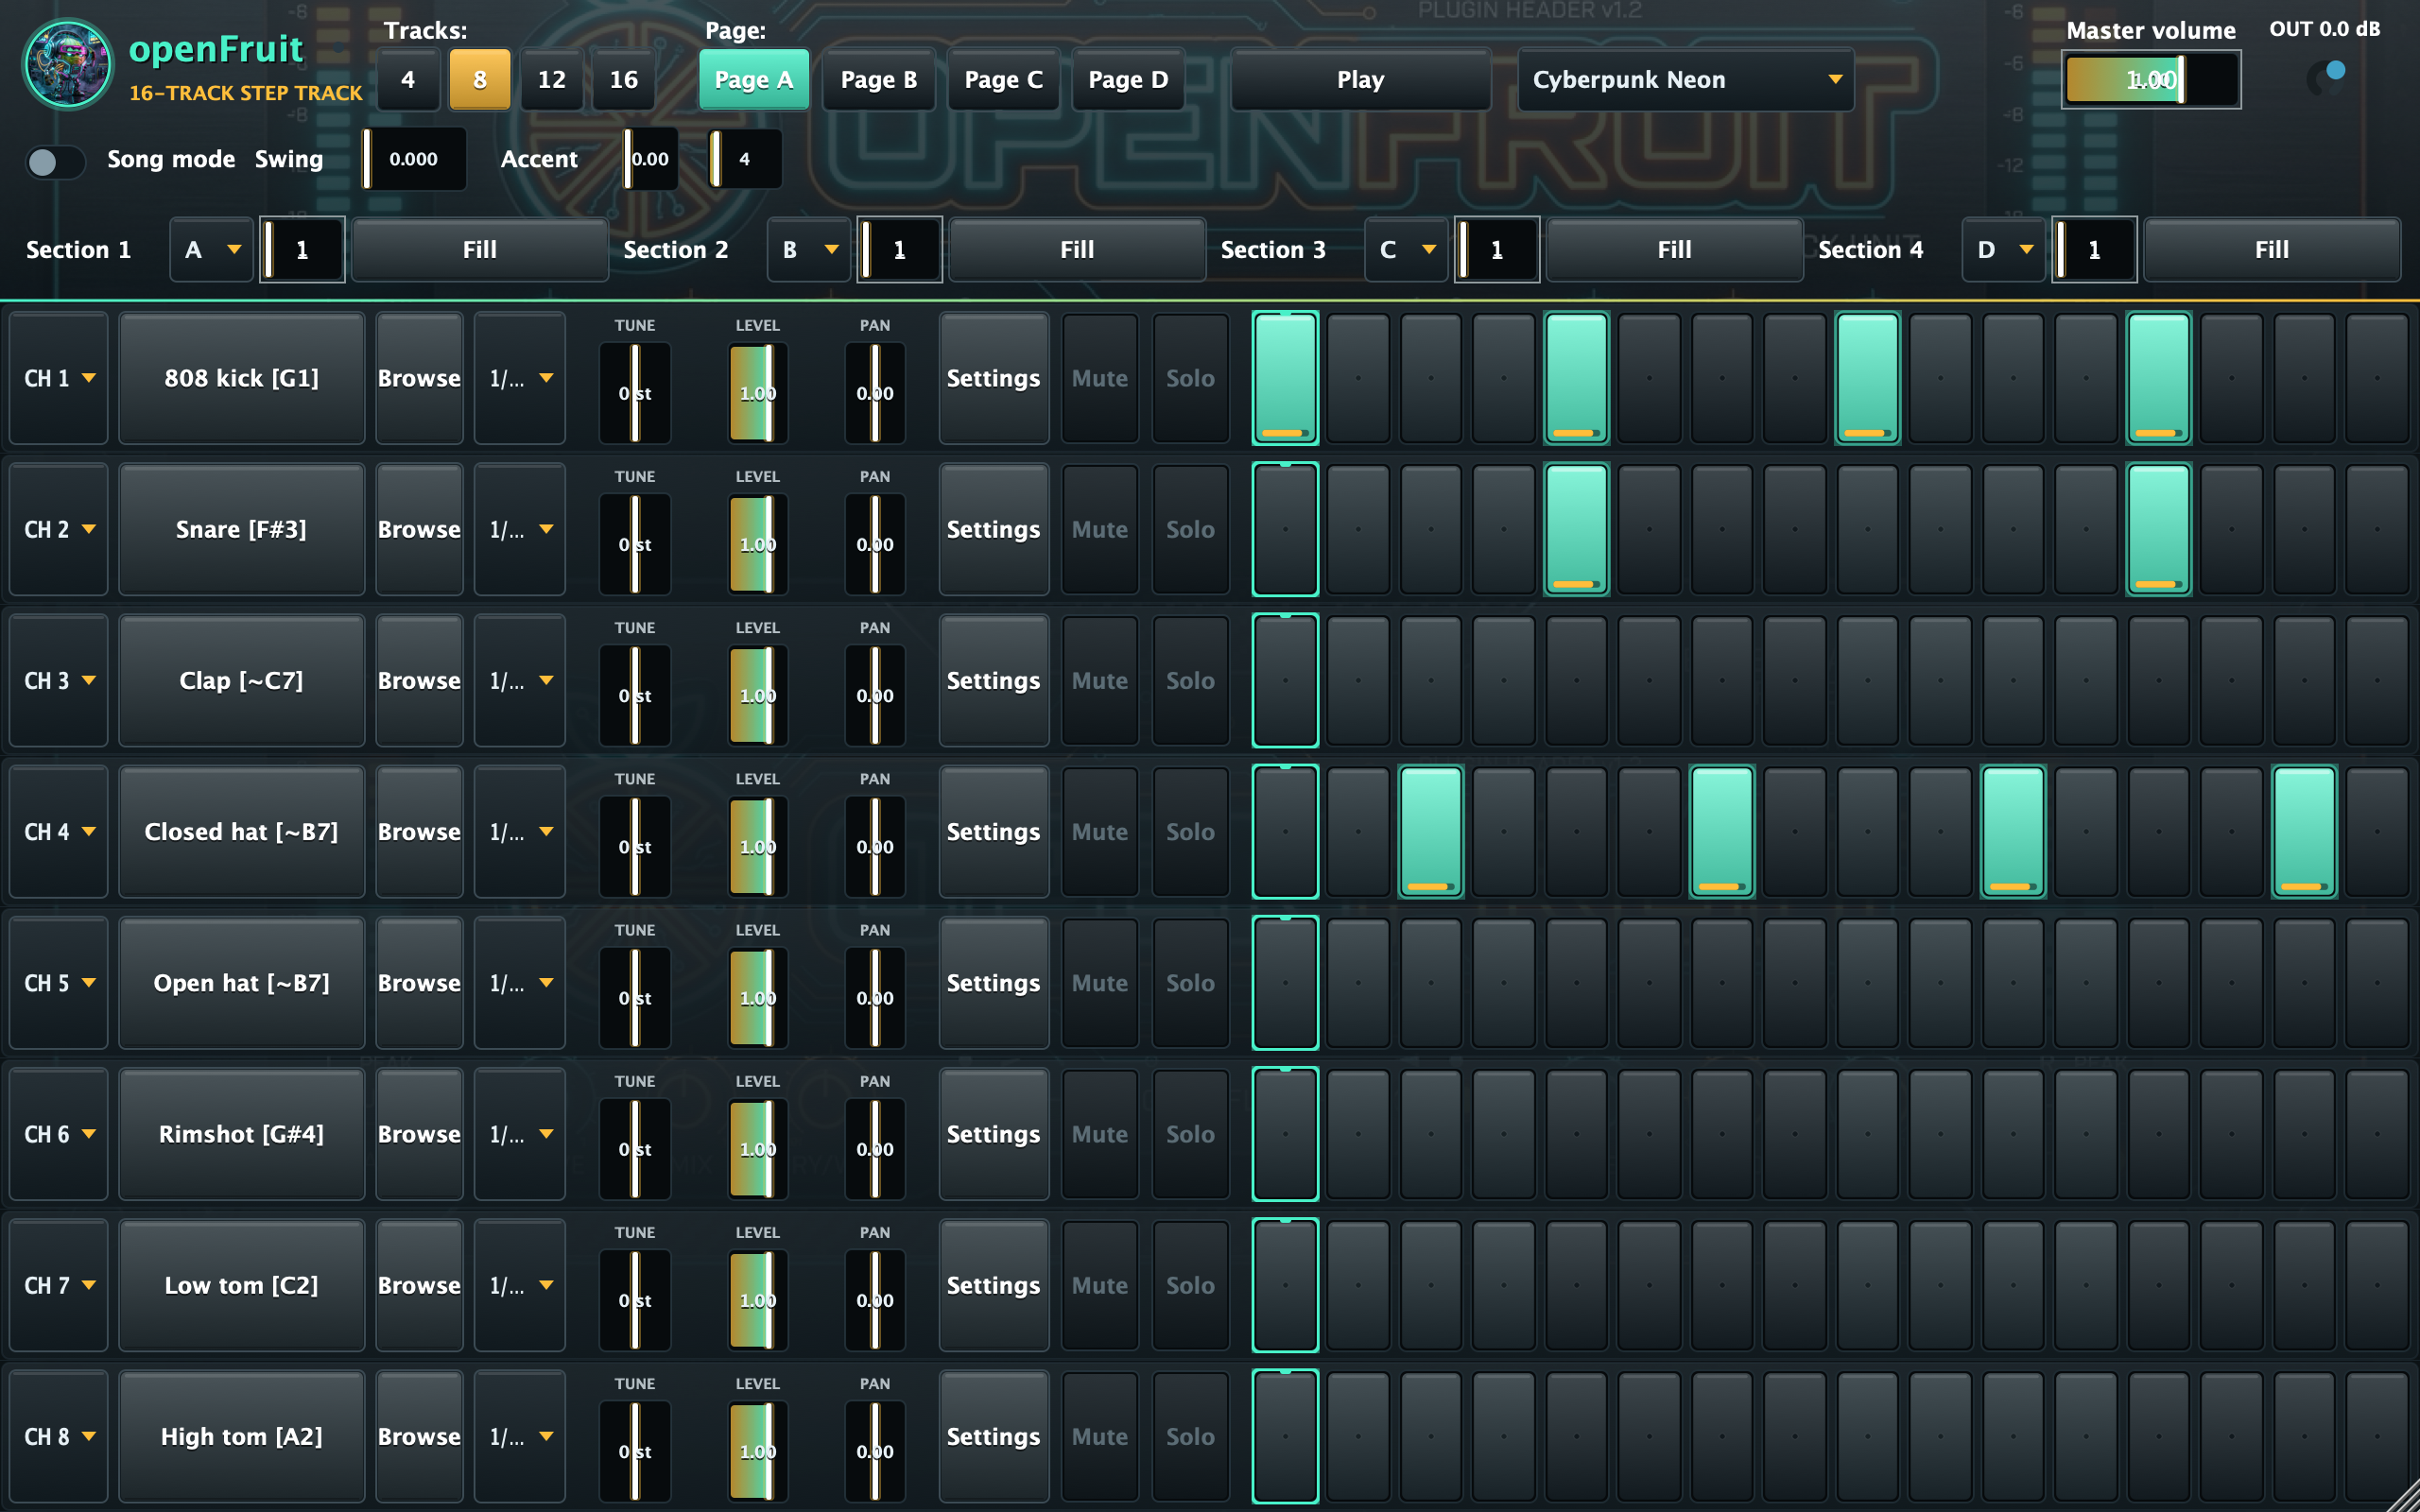 PLUGIN HEADER v1.2
openFruit
16-TRACK STEP TRACK
Tracks:
4 8 12 16
Page:
Page A Page B Page C Page D
Play
Cyberpunk Neon
Master volume
1.00
OUT 0.0 dB
OPENFRUIT
Song mode Swing 0.000 Accent 0.00 4
Section 1 A 1 Fill Section 2 B 1 Fill Section 3 C 1 Fill Section 4 D 1 Fill
TUNE LEVEL PAN
CH 1 808 kick [G1] Browse 1/... 0 st 1.00 0.00 Settings Mute Solo
TUNE LEVEL PAN
CH 2 Snare [F#3] Browse 1/... 0 st 1.00 0.00 Settings Mute Solo
TUNE LEVEL PAN
CH 3 Clap [~C7] Browse 1/... 0 st 1.00 0.00 Settings Mute Solo
TUNE LEVEL PAN
CH 4 Closed hat [~B7] Browse 1/... 0 st 1.00 0.00 Settings Mute Solo
TUNE LEVEL PAN
CH 5 Open hat [~B7] Browse 1/... 0 st 1.00 0.00 Settings Mute Solo
TUNE LEVEL PAN
CH 6 Rimshot [G#4] Browse 1/... 0 st 1.00 0.00 Settings Mute Solo
TUNE LEVEL PAN
CH 7 Low tom [C2] Browse 1/... 0 st 1.00 0.00 Settings Mute Solo
TUNE LEVEL PAN
CH 8 High tom [A2] Browse 1/... 0 st 1.00 0.00 Settings Mute Solo